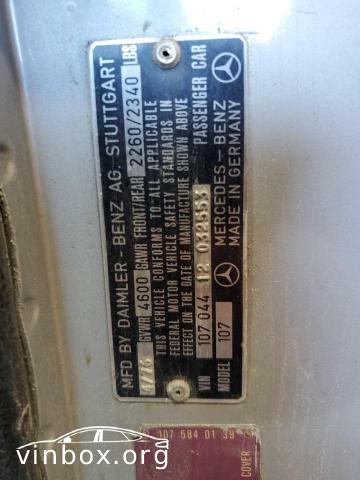 MFD BY DAIMLER-BENZ AG. STUTTGART
4/76 GVWR 4600 GAWR FRONT/REAR 2260/2340 LBS
THIS VEHICLE CONFORMS TO ALL APPLICABLE
FEDERAL MOTOR VEHICLE SAFETY STANDARDS IN
EFFECT ON THE DATE OF MANUFACTURE SHOWN ABOVE
VIN 107 044 12 032553 PASSENGER CAR
MODEL 107 MERCEDES-BENZ
MADE IN GERMANY
107 584 01 39
COVER
vinbox.org